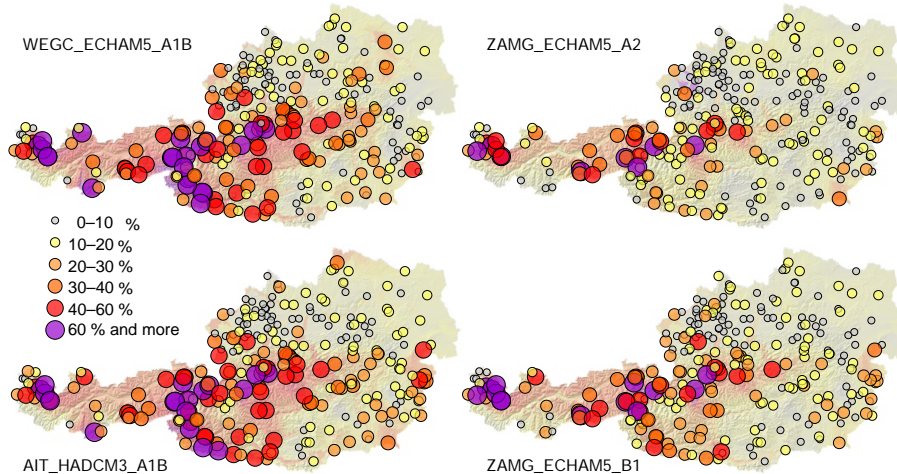 WEGC_ECHAM5_A1B
ZAMG_ECHAM5_A2
0–10 %
10–20 %
20–30 %
30–40 %
40–60 %
60 % and more
AIT_HADCM3_A1B
ZAMG_ECHAM5_B1